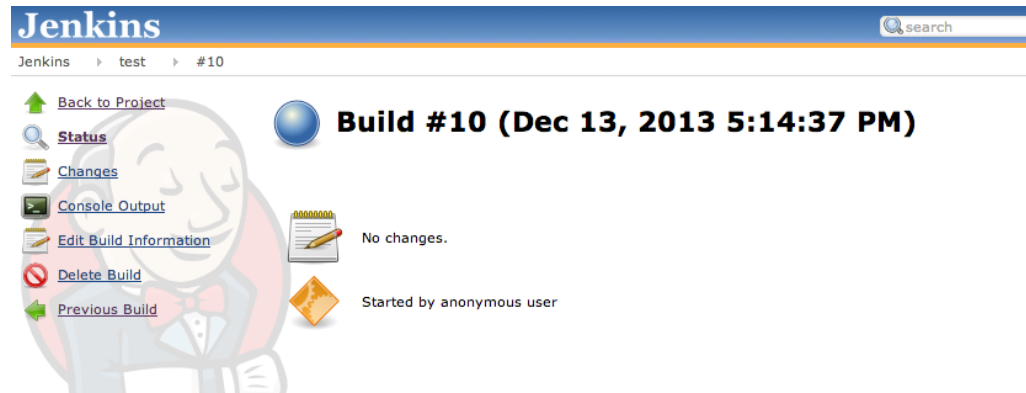 Jenkins
search
Jenkins test #10
Back to Project
Status
Changes
Console Output
Edit Build Information
Delete Build
Previous Build
Build #10 (Dec 13, 2013 5:14:37 PM)
No changes.
Started by anonymous user